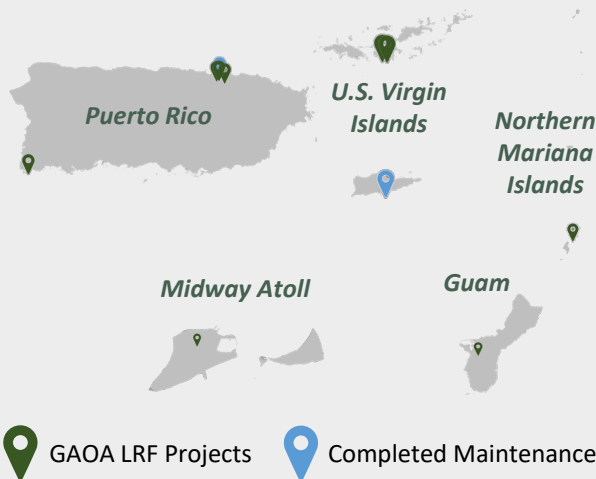 Puerto Rico
U.S. Virgin
Islands
Northern
Mariana
Islands
Midway Atoll
Guam
GAOA LRF Projects
Completed Maintenance